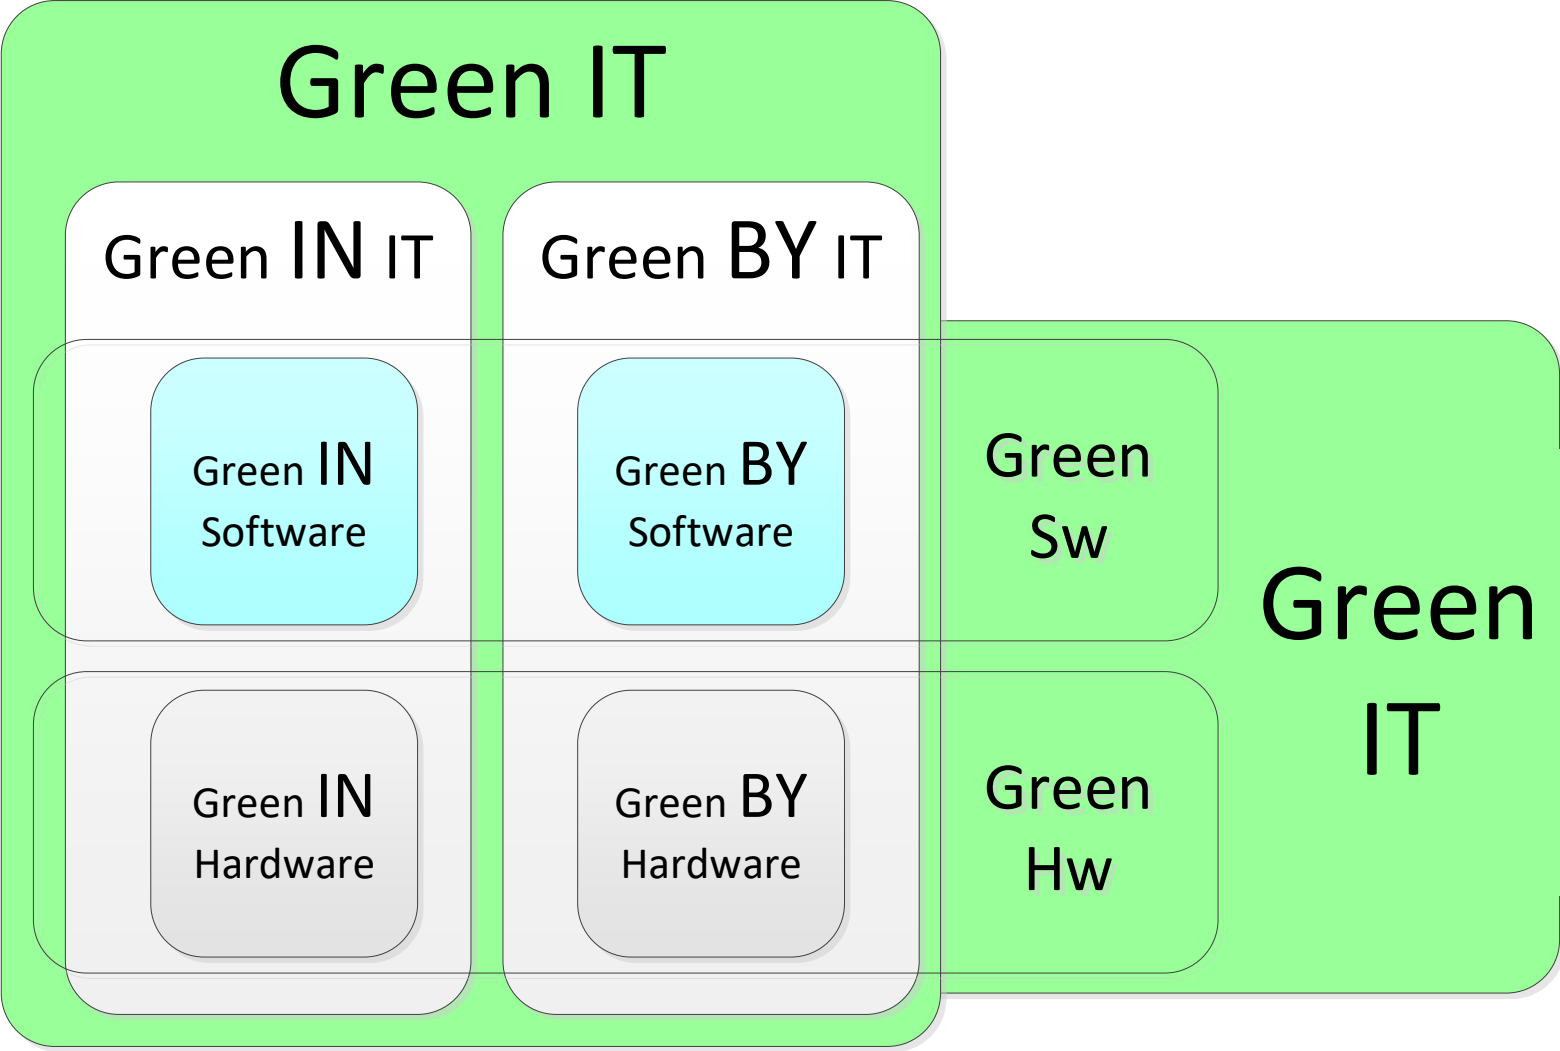 Green IT
Green IN IT
Green BY IT
Green IN
Software
Green BY
Software
Green
Sw
Green
IT
Green IN
Hardware
Green BY
Hardware
Green
Hw